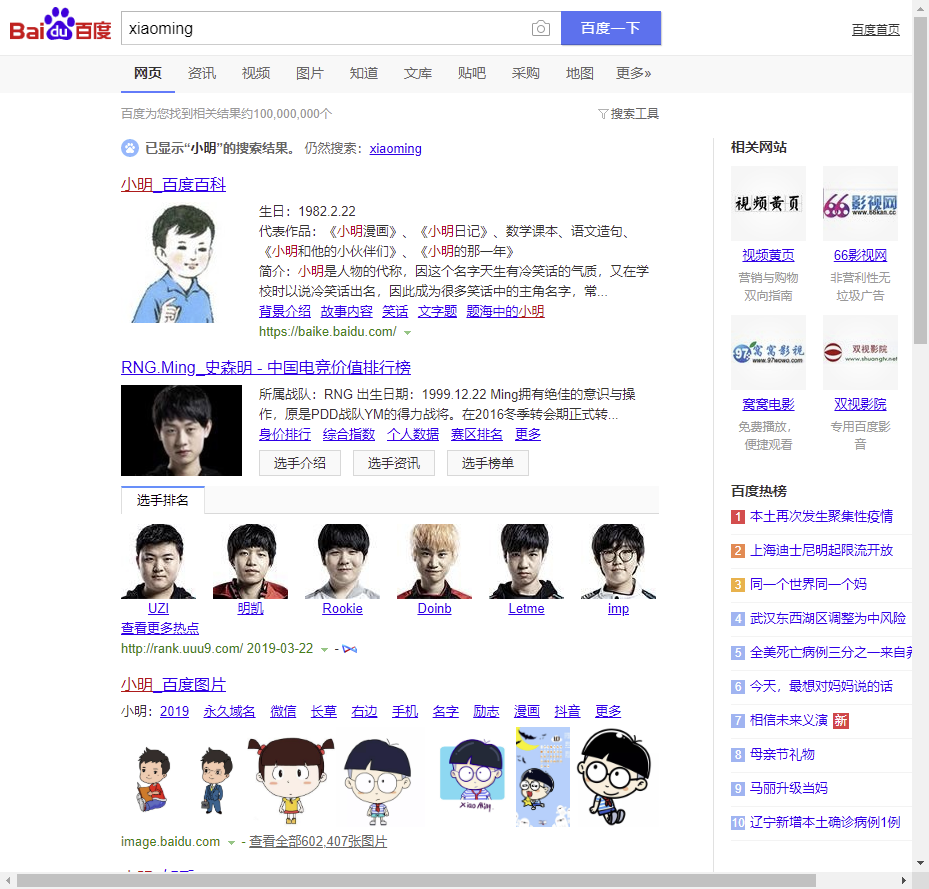 Bai du 百度
xiaoming
百度一下
百度首页
网页 资讯 视频 图片 知道 文库 贴吧 采购 地图 更多»
百度为您找到相关结果约100,000,000个
搜索工具
已显示“小明”的搜索结果。 仍然搜索：xiaoming
小明_百度百科
生日：1982.2.22
代表作品：《小明漫画》、《小明日记》、数学课本、语文造句、
《小明和他的小伙伴们》、《小明的那一年》
简介：小明是人物的代称，因这个名字天生有冷笑话的气质，又在学
校时以说冷笑话出名，因此成为很多笑话中的主角名字，常...
背景介绍 故事内容 笑话 文字题 题海中的小明
https://baike.baidu.com/
RNG.Ming_史森明 - 中国电竞价值排行榜
所属战队：RNG 出生日期：1999.12.22 Ming拥有绝佳的意识与操
作，原是PDD战队YM的得力战将。在2016冬季转会期正式转...
身价排行 综合指数 个人数据 赛区排名 更多
选手介绍 选手资讯 选手榜单
选手排名
UZI 明凯 Rookie Doinb Letme imp
查看更多热点
http://rank.uuu9.com/ 2019-03-22 -
小明_百度图片
小明：2019 永久域名 微信 长草 右边 手机 名字 励志 漫画 抖音 更多
xiao Ming
image.baidu.com - 查看全部602,407张图片
相关网站
视频黄页
66影视网
www.66kan.cc
视频黄页 66影视网
营销与购物 非营利性无
双向指南 垃圾广告
97 窝窝影视
www.97wowo.com
双视影院
www.shuangtv.net
窝窝电影 双视影院
免费播放， 专用百度影
便捷观看 音
百度热榜
1 本土再次发生聚集性疫情
2 上海迪士尼明起限流开放
3 同一个世界同一个妈
4 武汉东西湖区调整为中风险
5 全美死亡病例三分之一来自养
6 今天，最想对妈妈说的话
7 相信未来义演 新
8 母亲节礼物
9 马丽升级当妈
10 辽宁新增本土确诊病例1例